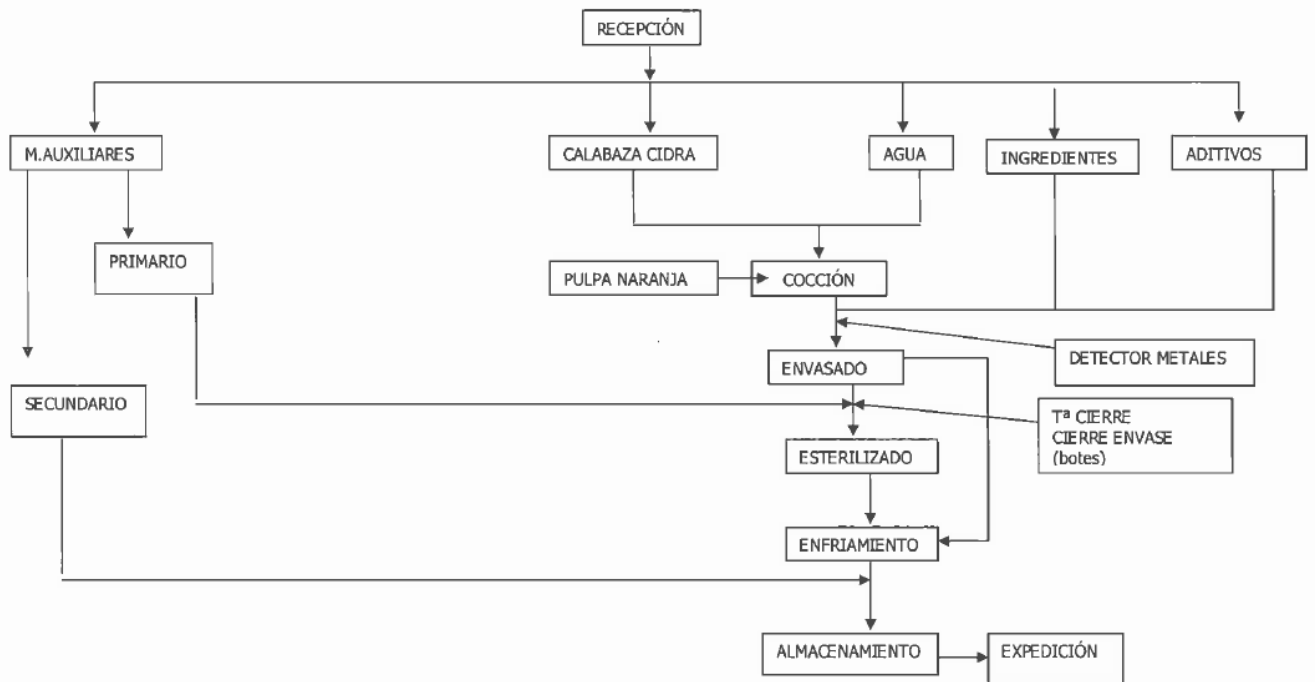 RECEPCIÓN
M.AUXILIARES
CALABAZA CIDRA
AGUA
INGREDIENTES
ADITIVOS
PRIMARIO
PULPA NARANJA
COCCIÓN
DETECTOR METALES
ENVASADO
SECUNDARIO
Tª CIERRE
CIERRE ENVASE
(botes)
ESTERILIZADO
ENFRIAMIENTO
ALMACENAMIENTO
EXPEDICIÓN